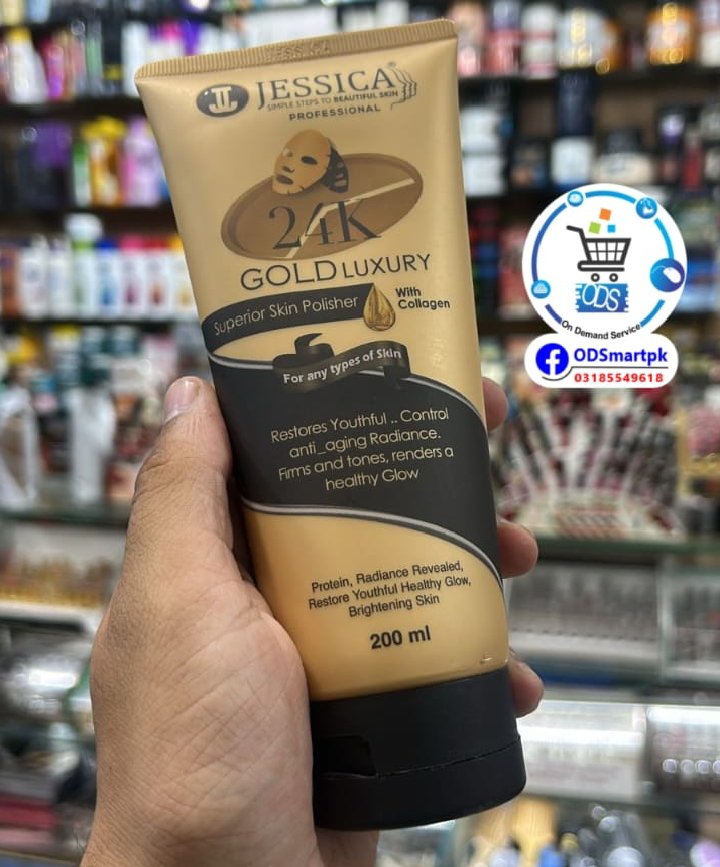 JESSICA®
SIMPLE STEPS TO BEAUTIFUL SKIN
PROFESSIONAL
24K
GOLD LUXURY
Superior Skin Polisher
With
Collagen
For any types of Skin
Restores Youthful .. Control
anti_aging Radiance.
Firms and tones, renders a
healthy Glow
Protein, Radiance Revealed,
Restore Youthful Healthy Glow,
Brightening Skin
200 ml
ODS
On Demand Service
f ODSmartpk
03185549618